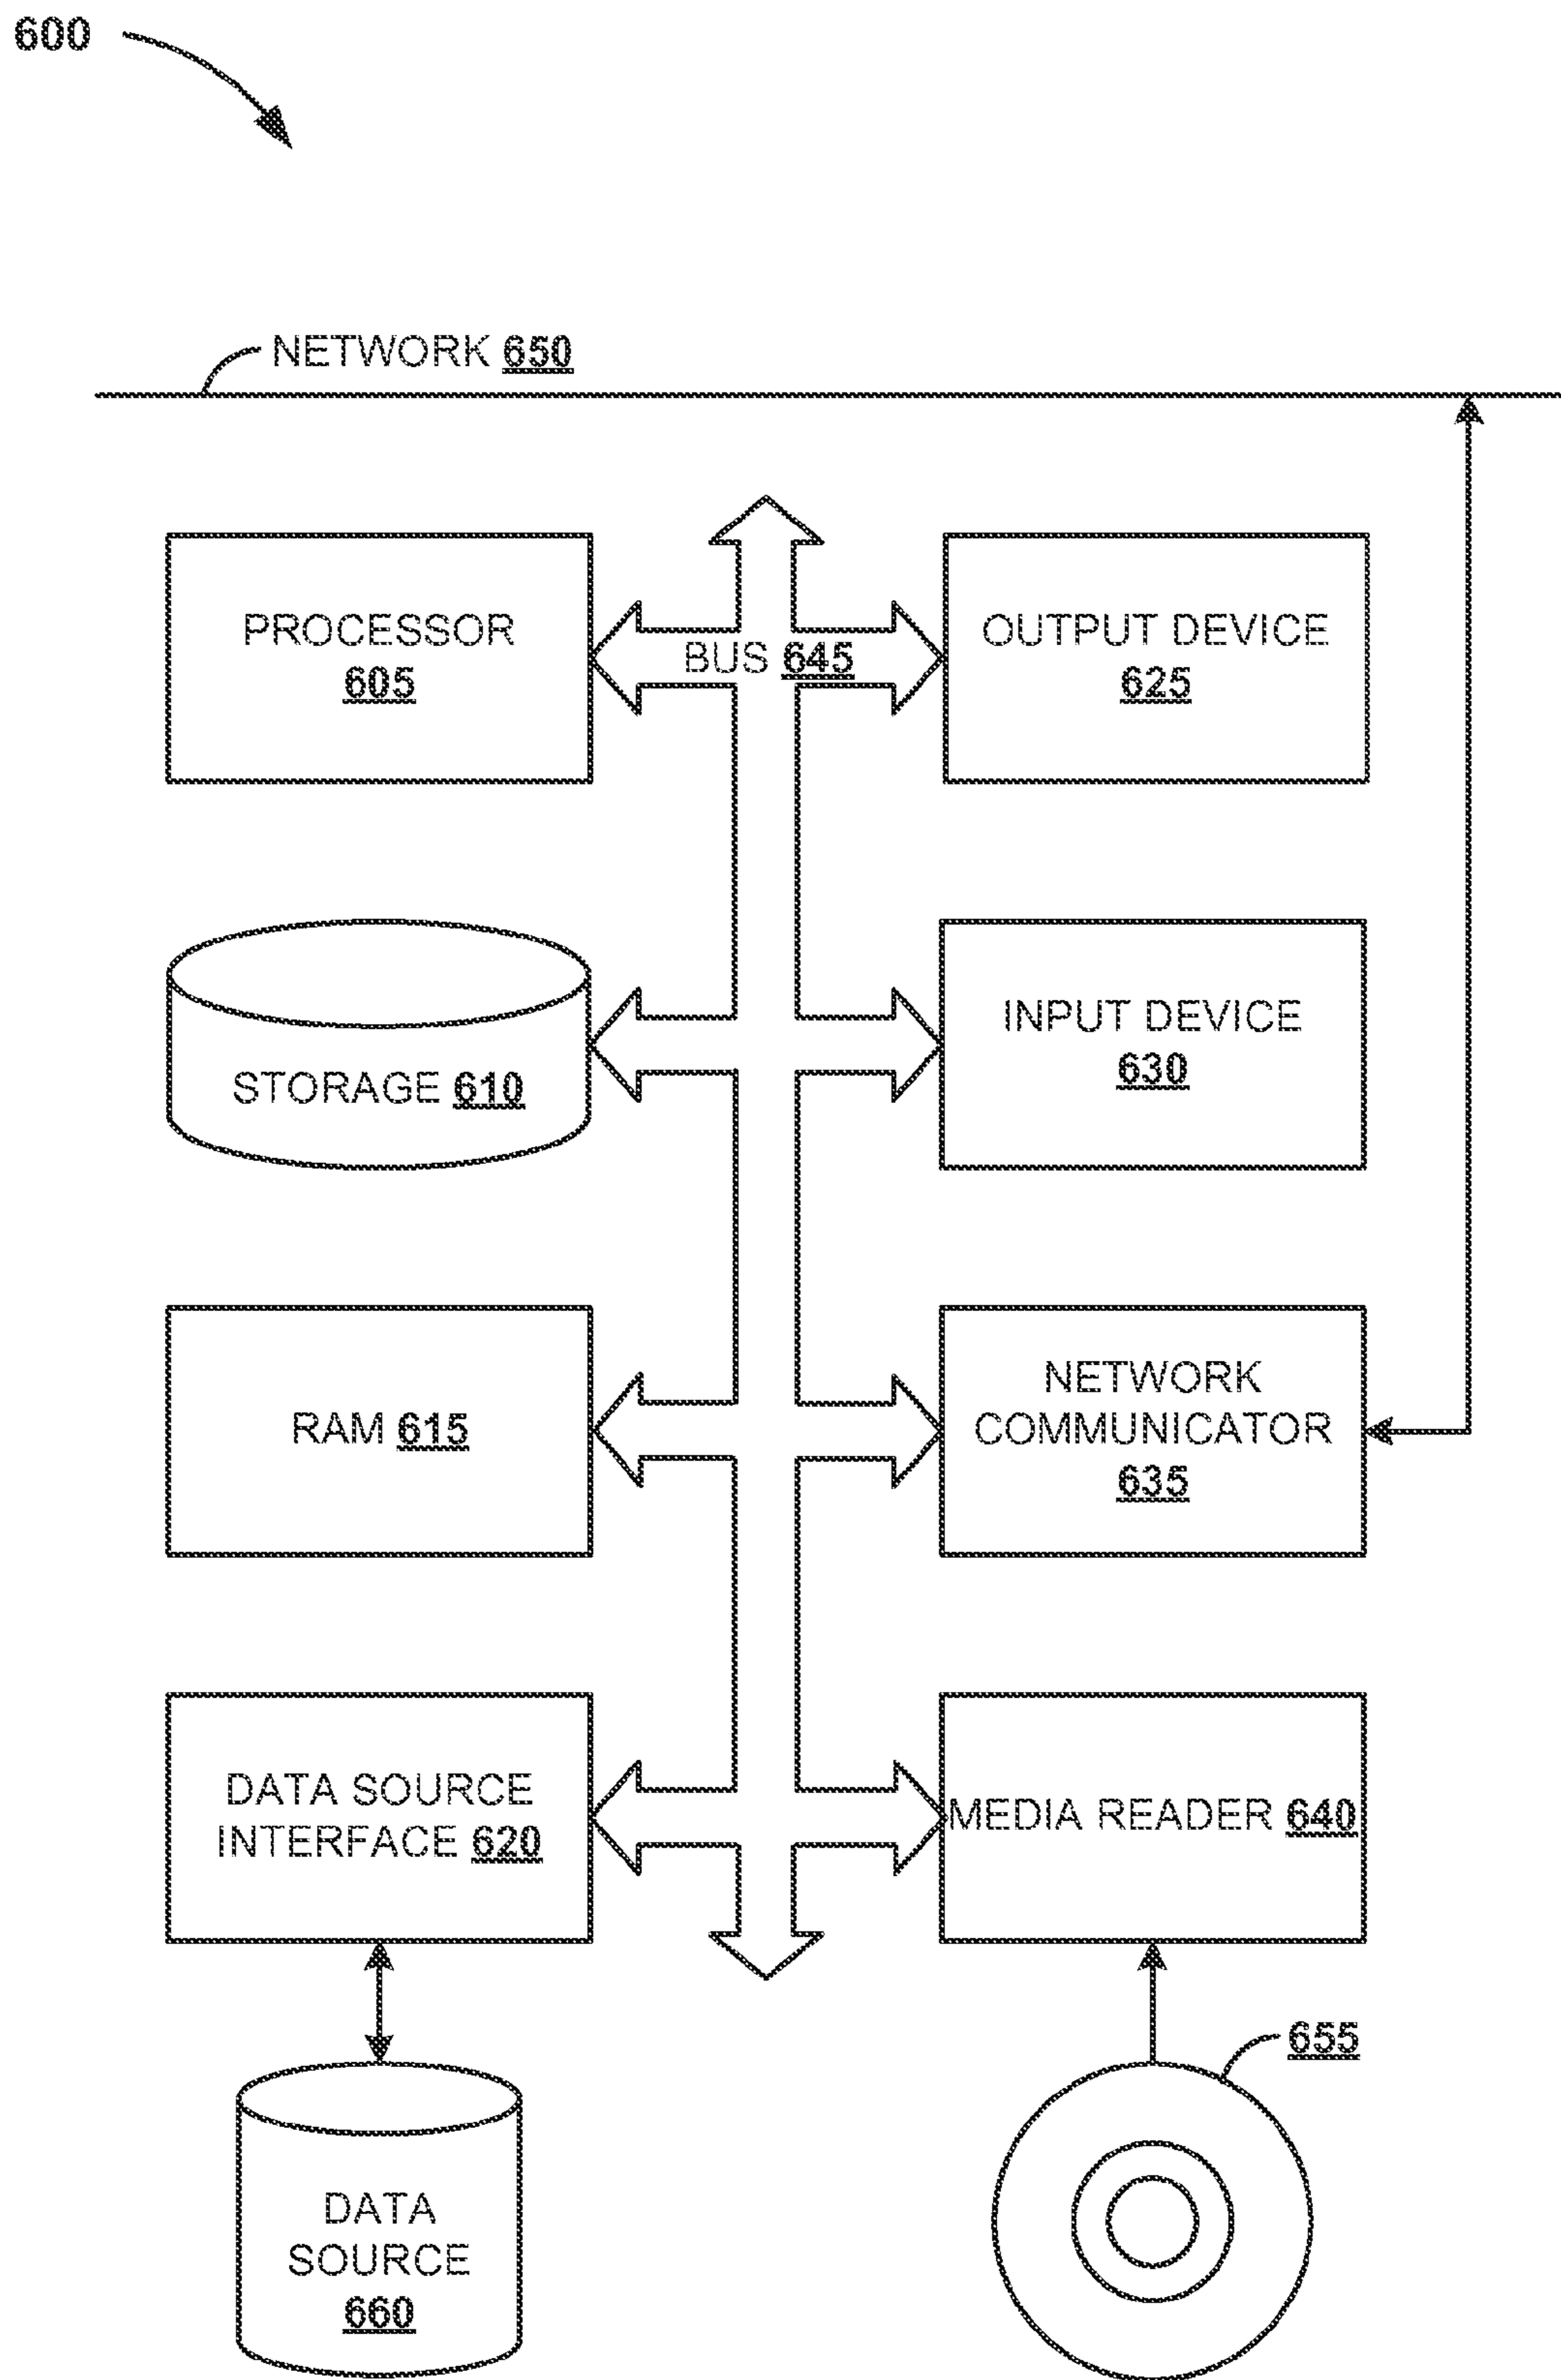 600
NETWORK 650
PROCESSOR
605
BUS 645
OUTPUT DEVICE
625
STORAGE 610
INPUT DEVICE
630
RAM 615
NETWORK
COMMUNICATOR
635
DATA SOURCE
INTERFACE 620
MEDIA READER 640
655
DATA
SOURCE
660